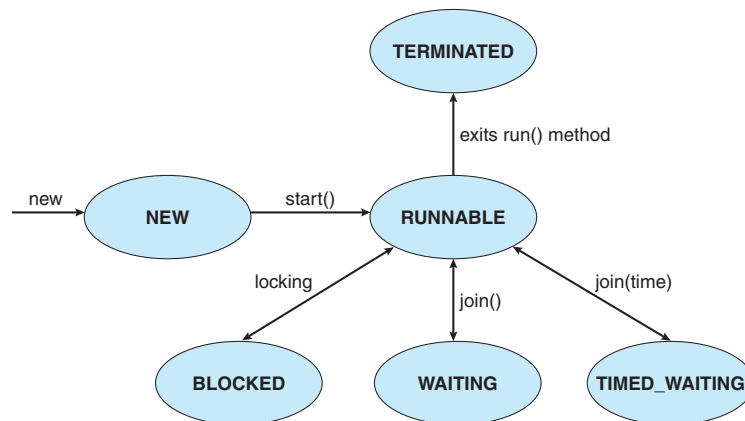 TERMINATED
exits run() method
new
NEW
start()
RUNNABLE
locking
join()
join(time)
BLOCKED
WAITING
TIMED_WAITING